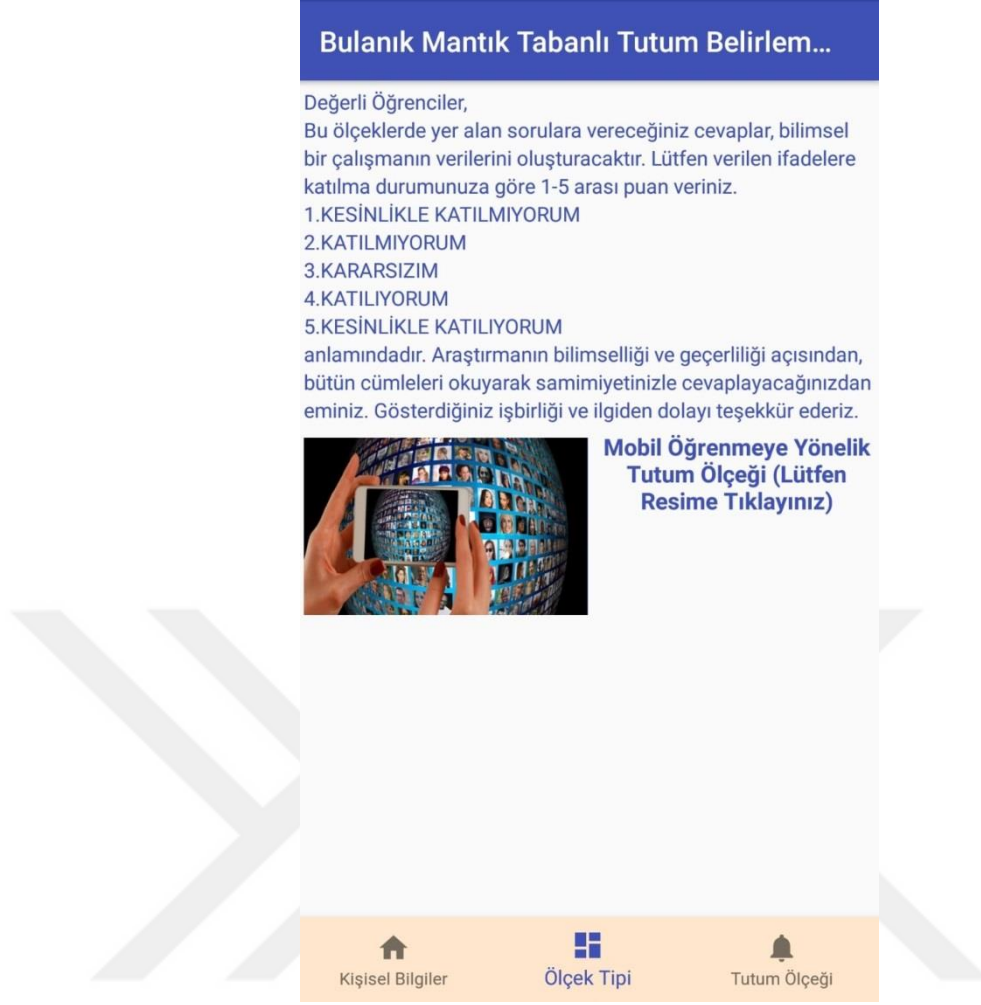 Bulanık Mantık Tabanlı Tutum Belirlem...
Değerli Öğrenciler,
Bu ölçeklerde yer alan sorulara vereceğiniz cevaplar, bilimsel
bir çalışmanın verilerini oluşturacaktır. Lütfen verilen ifadelere
katılma durumunuza göre 1-5 arası puan veriniz.
1.KESİNLİKLE KATILMIYORUM
2.KATILMIYORUM
3.KARARSIZIM
4.KATILIYORUM
5.KESİNLİKLE KATILIYORUM
anlamındadır. Araştırmanın bilimselliği ve geçerliliği açısından,
bütün cümleleri okuyarak samimiyetinizle cevaplayacağınızdan
eminiz. Gösterdiğiniz işbirliği ve ilgiden dolayı teşekkür ederiz.
Mobil Öğrenmeye Yönelik
Tutum Ölçeği (Lütfen
Resime Tıklayınız)
Kişisel Bilgiler
Ölçek Tipi
Tutum Ölçeği